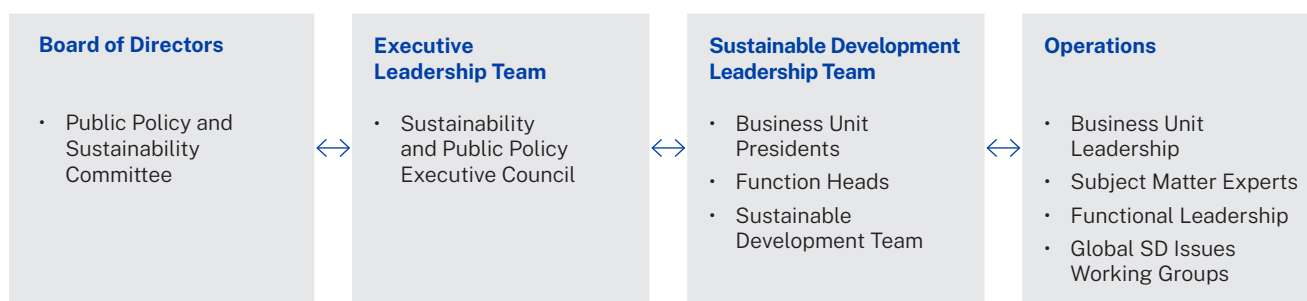 Board of Directors
• Public Policy and
Sustainability
Committee
Executive
Leadership Team
• Sustainability
and Public Policy
Executive Council
Sustainable Development
Leadership Team
• Business Unit
Presidents
• Function Heads
• Sustainable
Development Team
Operations
• Business Unit
Leadership
• Subject Matter Experts
• Functional Leadership
• Global SD Issues
Working Groups